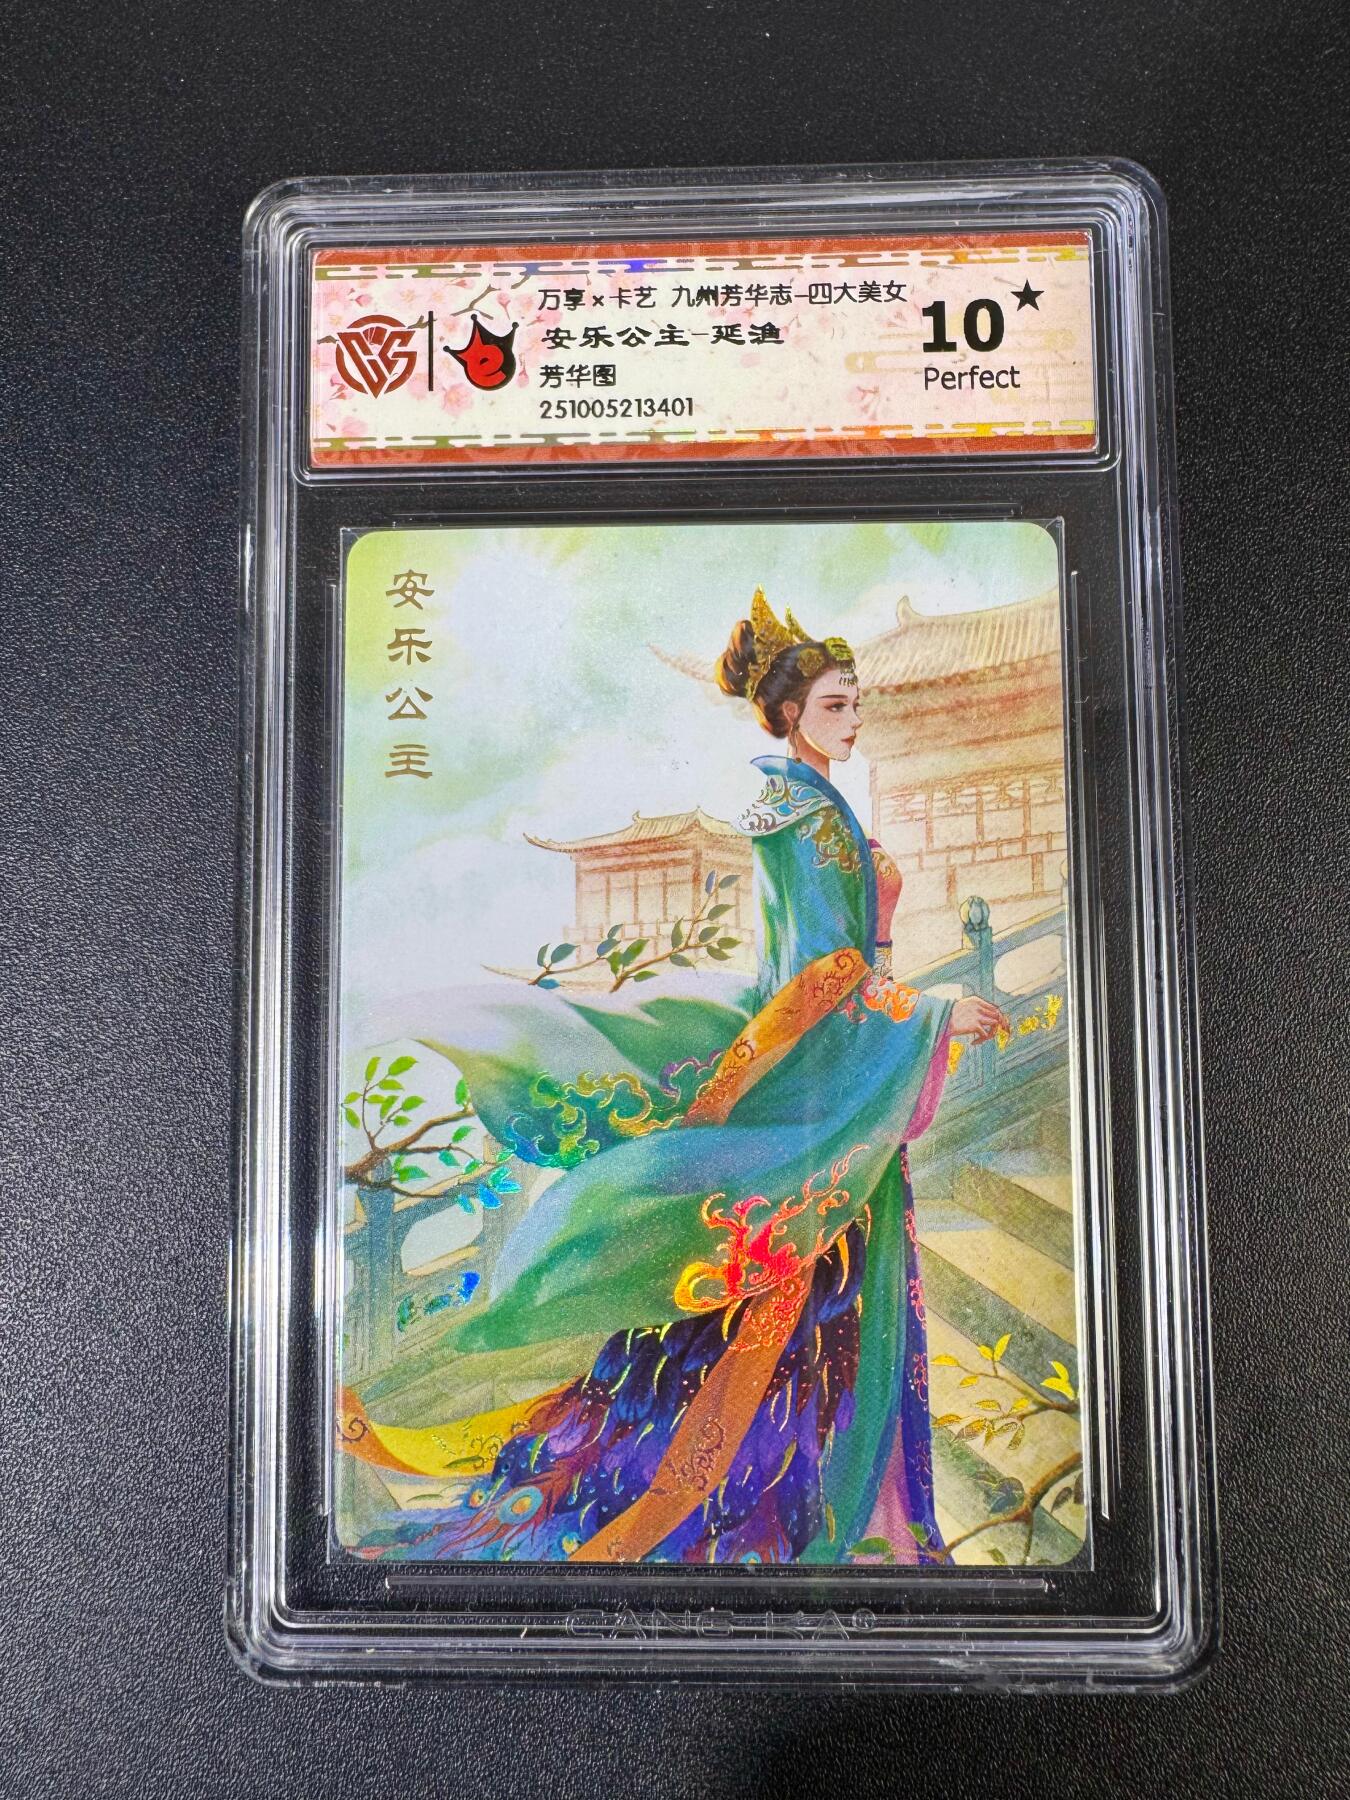 万享×卡艺 九州芳华志-四大美女
安乐公主-延渔
芳华图
251005213401
10★
Perfect
CS
e
安乐公主
CANG KA®